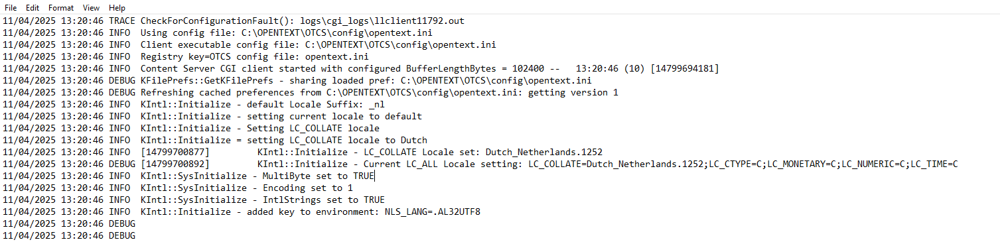 File Edit Format View Help
11/04/2025 13:20:46 TRACE CheckForConfigurationFault(): logs\cgi_logs\llclient11792.out
11/04/2025 13:20:46 INFO  Using config file: C:\OPENTEXT\OTCS\config\opentext.ini
11/04/2025 13:20:46 INFO  Client executable config file: C:\OPENTEXT\OTCS\config\opentext.ini
11/04/2025 13:20:46 INFO  Registry key=OTCS config file: opentext.ini
11/04/2025 13:20:46 INFO  Content Server CGI client started with configured BufferLengthBytes = 102400 --   13:20:46 (10) [14799694181]
11/04/2025 13:20:46 DEBUG KFilePrefs::GetKFilePrefs - sharing loaded pref: C:\OPENTEXT\OTCS\config\opentext.ini
11/04/2025 13:20:46 DEBUG Refreshing cached preferences from C:\OPENTEXT\OTCS\config\opentext.ini: getting version 1
11/04/2025 13:20:46 INFO  KIntl::Initialize - default Locale Suffix: _nl
11/04/2025 13:20:46 INFO  KIntl::Initialize - setting current locale to default
11/04/2025 13:20:46 INFO  KIntl::Initialize - Setting LC_COLLATE locale
11/04/2025 13:20:46 INFO  KIntl::Initialize = setting LC_COLLATE locale to Dutch
11/04/2025 13:20:46 INFO  [14799700877]         KIntl::Initialize - LC_COLLATE Locale set: Dutch_Netherlands.1252
11/04/2025 13:20:46 DEBUG [14799700892]         KIntl::Initialize - Current LC_ALL Locale setting: LC_COLLATE=Dutch_Netherlands.1252;LC_CTYPE=C;LC_MONETARY=C;LC_NUMERIC=C;LC_TIME=C
11/04/2025 13:20:46 INFO  KIntl::SysInitialize - MultiByte set to TRUE
11/04/2025 13:20:46 INFO  KIntl::SysInitialize - Encoding set to 1
11/04/2025 13:20:46 INFO  KIntl::SysInitialize - IntlStrings set to TRUE
11/04/2025 13:20:46 INFO  KIntl::Initialize - added key to environment: NLS_LANG=.AL32UTF8
11/04/2025 13:20:46 DEBUG
11/04/2025 13:20:46 DEBUG